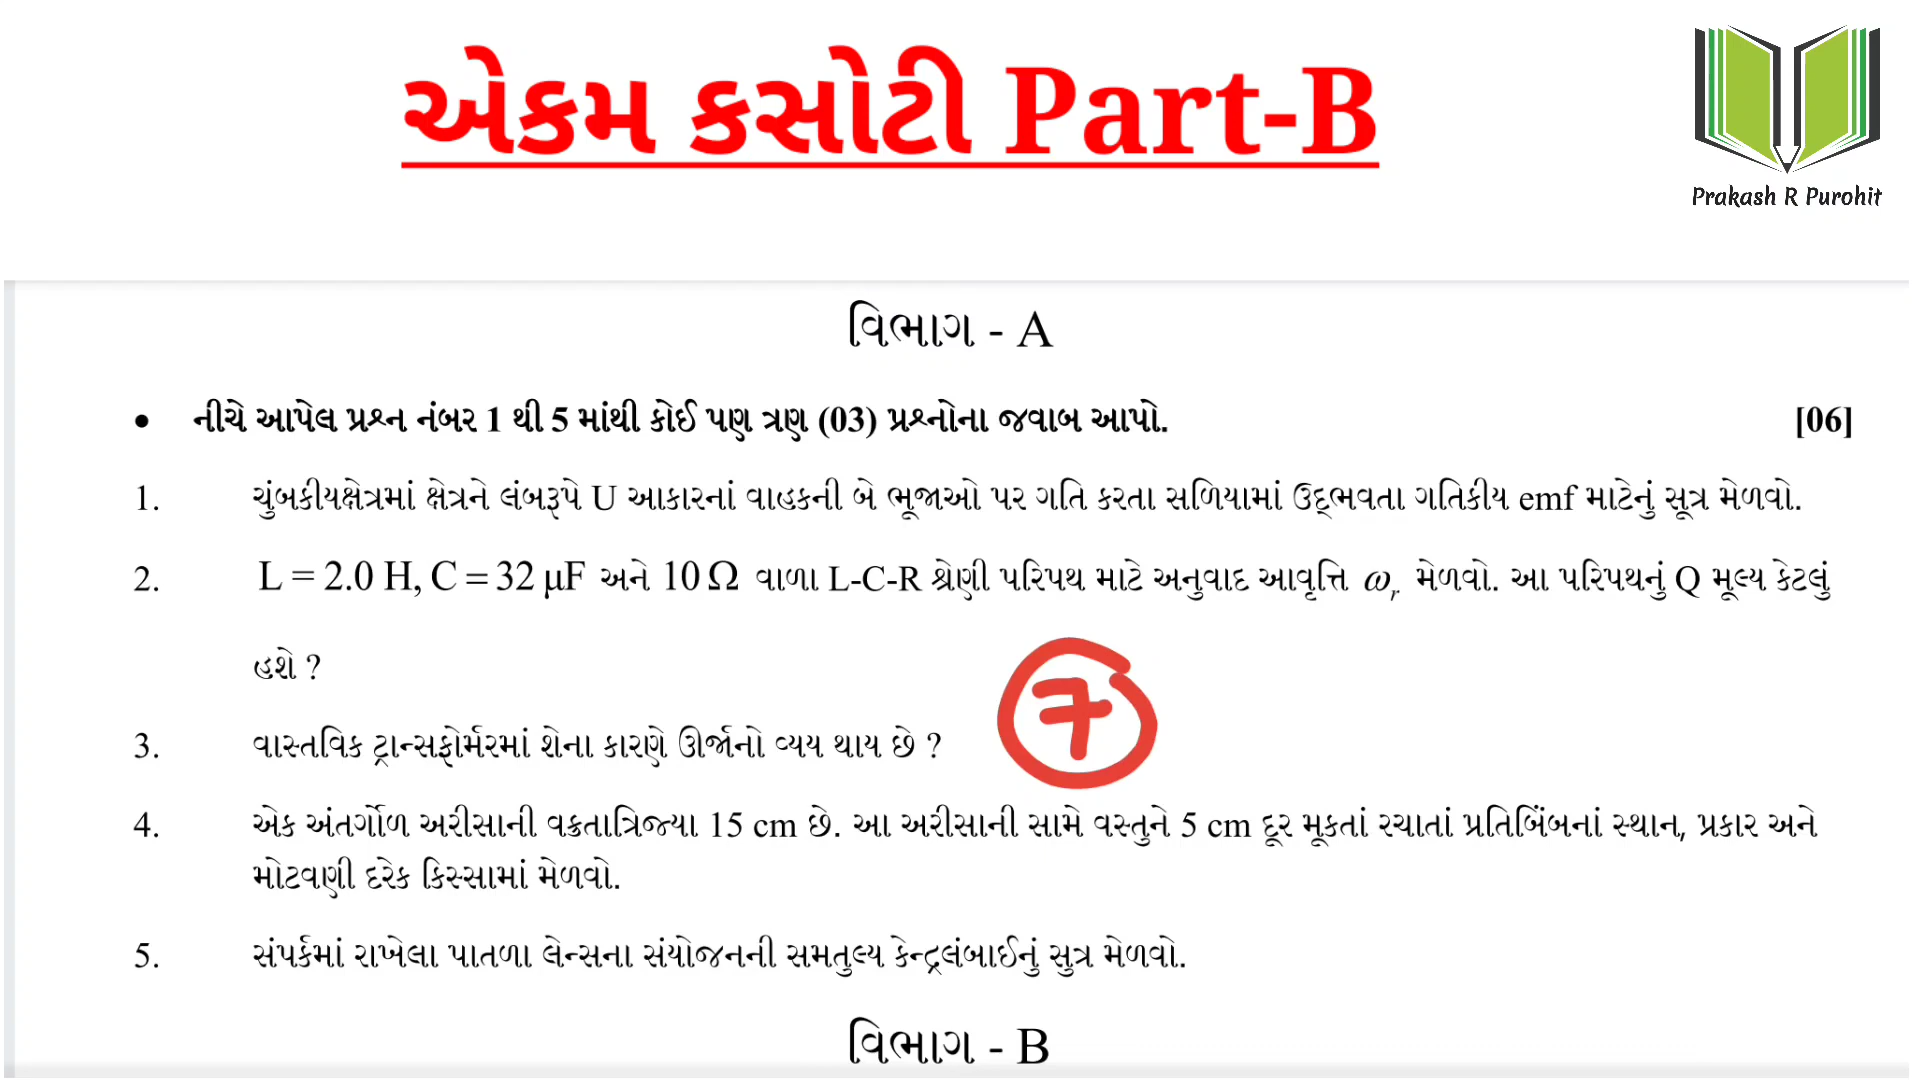 એકમ કસોટી Part-B
Prakash R Purohit
વિભાગ - A
• નીચે આપેલ પ્રશ્ન નંબર 1 થી 5 માંથી કોઈ પણ ત્રણ (03) પ્રશ્નોના જવાબ આપો. [06]
1. ચુંબકીયક્ષેત્રમાં ક્ષેત્રને લંબરૂપે U આકારનાં વાહકની બે ભૂજાઓ પર ગતિ કરતા સળિયામાં ઉદ્‌ભવતા ગતિકીય emf માટેનું સૂત્ર મેળવો.
2. L = 2.0 H, C = 32 μF અને 10 Ω વાળા L-C-R શ્રેણી પરિપથ માટે અનુવાદ આવૃત્તિ ωr મેળવો. આ પરિપથનું Q મૂલ્ય કેટલું
હશે ?
7
3. વાસ્તવિક ટ્રાન્સફોર્મરમાં શેના કારણે ઊર્જાનો વ્યય થાય છે ?
4. એક અંતર્ગોળ અરીસાની વક્રતાત્રિજ્યા 15 cm છે. આ અરીસાની સામે વસ્તુને 5 cm દૂર મૂકતાં રચાતાં પ્રતિબિંબનાં સ્થાન, પ્રકાર અને
મોટવણી દરેક કિસ્સામાં મેળવો.
5. સંપર્કમાં રાખેલા પાતળા લેન્સના સંયોજનની સમતુલ્ય કેન્દ્રલંબાઈનું સુત્ર મેળવો.
વિભાગ - B